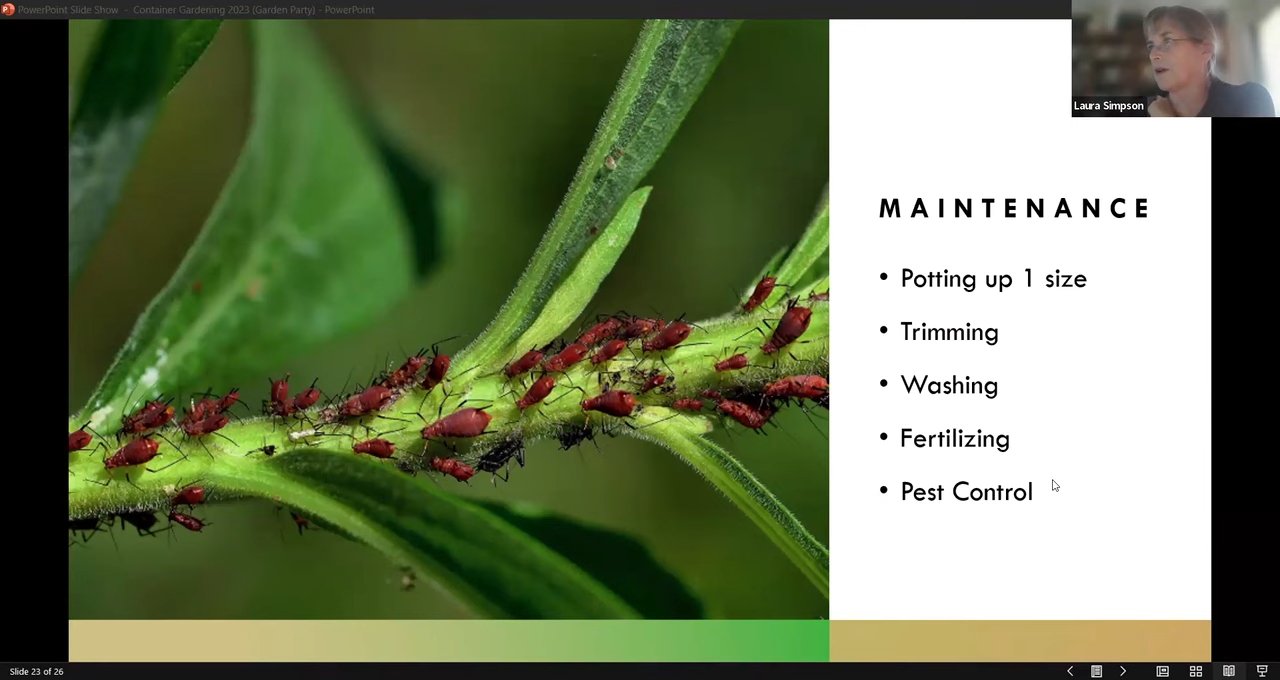 PowerPoint Slide Show - Container Gardening 2023 (Garden Party) - PowerPoint
Laura Simpson
MAINTENANCE
• Potting up 1 size
• Trimming
• Washing
• Fertilizing
• Pest Control
Slide 23 of 26